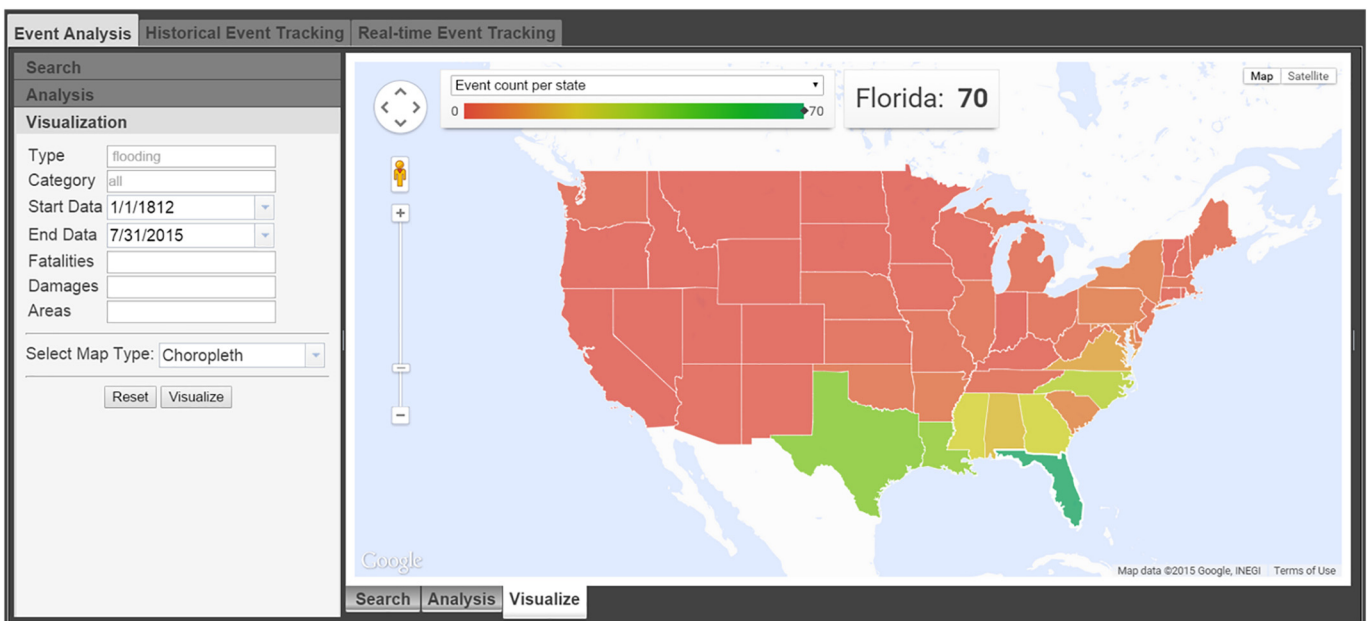 Event Analysis Historical Event Tracking Real-time Event Tracking
Search
Analysis
Visualization
Type flooding
Category all
Start Data 1/1/1812
End Data 7/31/2015
Fatalities
Damages
Areas
Select Map Type: Choropleth
Reset Visualize
Event count per state
0 70
Florida: 70
Map Satellite
+
−
Google
Map data ©2015 Google, INEGI Terms of Use
Search Analysis Visualize